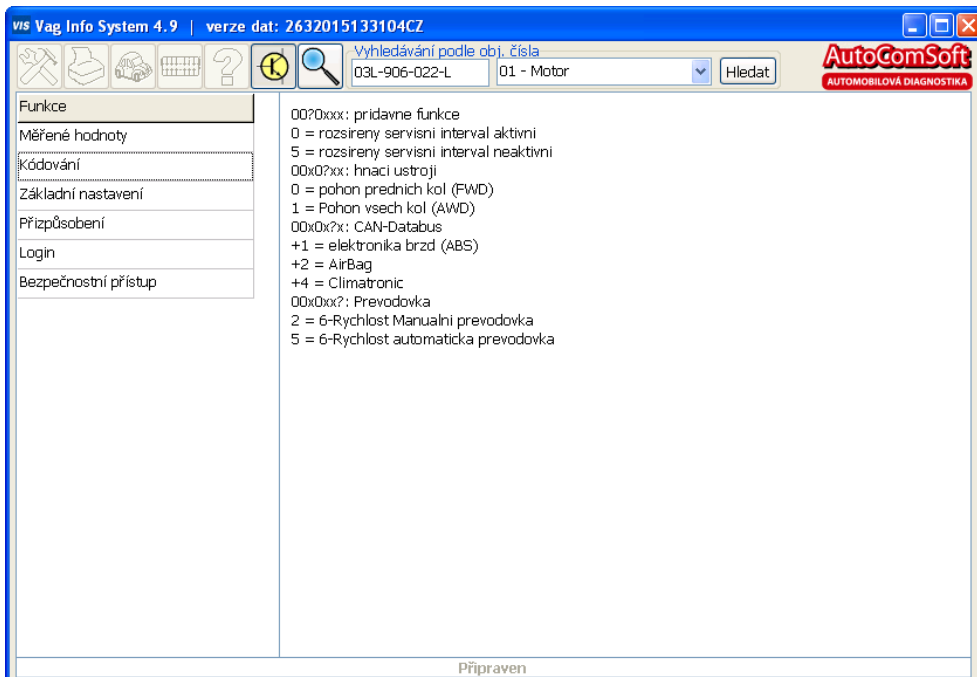 VIS Vag Info System 4.9 | verze dat: 2632015133104CZ
Vyhledávání podle obj. čísla
03L-906-022-L
01 - Motor
Hledat
AutoComSoft
AUTOMOBILOVÁ DIAGNOSTIKA
Funkce
Měřené hodnoty
Kódování
Základní nastavení
Přizpůsobení
Login
Bezpečnostní přístup
00?0xxx: pridavne funkce
0 = rozsireny servisni interval aktivni
5 = rozsireny servisni interval neaktivni
00x0?xx: hnaci ustroji
0 = pohon prednich kol (FWD)
1 = Pohon vsech kol (AWD)
00x0x?x: CAN-Databus
+1 = elektronika brzd (ABS)
+2 = AirBag
+4 = Climatronic
00x0xx?: Prevodovka
2 = 6-Rychlost Manualni prevodovka
5 = 6-Rychlost automaticka prevodovka
Připraven